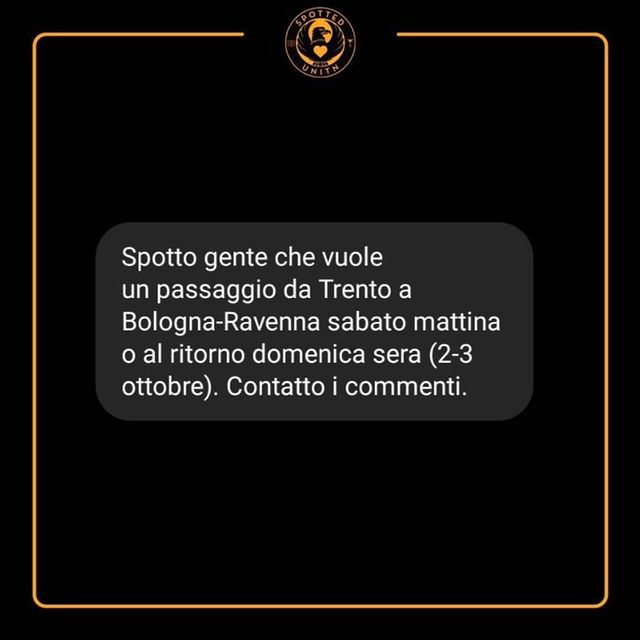 SPOTTED
UNITN
Spotto gente che vuole
un passaggio da Trento a
Bologna-Ravenna sabato mattina
o al ritorno domenica sera (2-3
ottobre). Contatto i commenti.